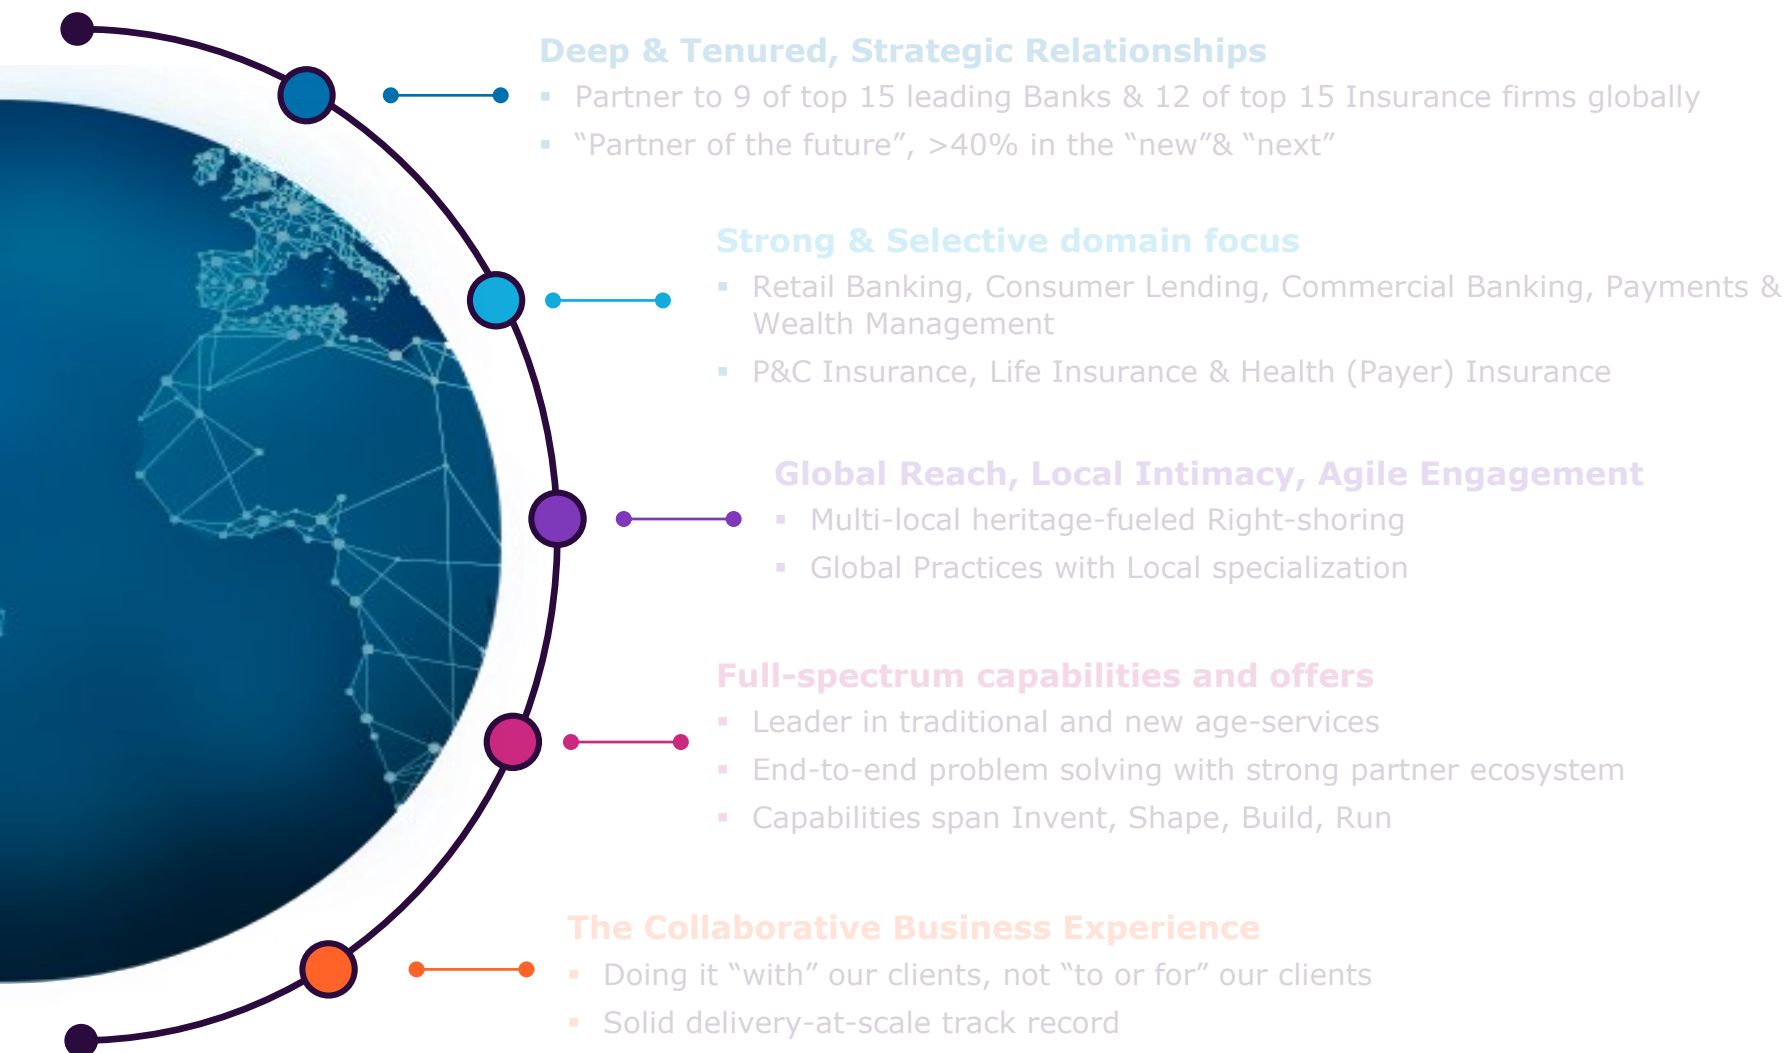 Deep & Tenured, Strategic Relationships
▪ Partner to 9 of top 15 leading Banks & 12 of top 15 Insurance firms globally
▪ “Partner of the future”, >40% in the “new”& “next”
Strong & Selective domain focus
▪ Retail Banking, Consumer Lending, Commercial Banking, Payments &
Wealth Management
▪ P&C Insurance, Life Insurance & Health (Payer) Insurance
Global Reach, Local Intimacy, Agile Engagement
▪ Multi-local heritage-fueled Right-shoring
▪ Global Practices with Local specialization
Full-spectrum capabilities and offers
▪ Leader in traditional and new age-services
▪ End-to-end problem solving with strong partner ecosystem
▪ Capabilities span Invent, Shape, Build, Run
The Collaborative Business Experience
▪ Doing it “with” our clients, not “to or for” our clients
▪ Solid delivery-at-scale track record